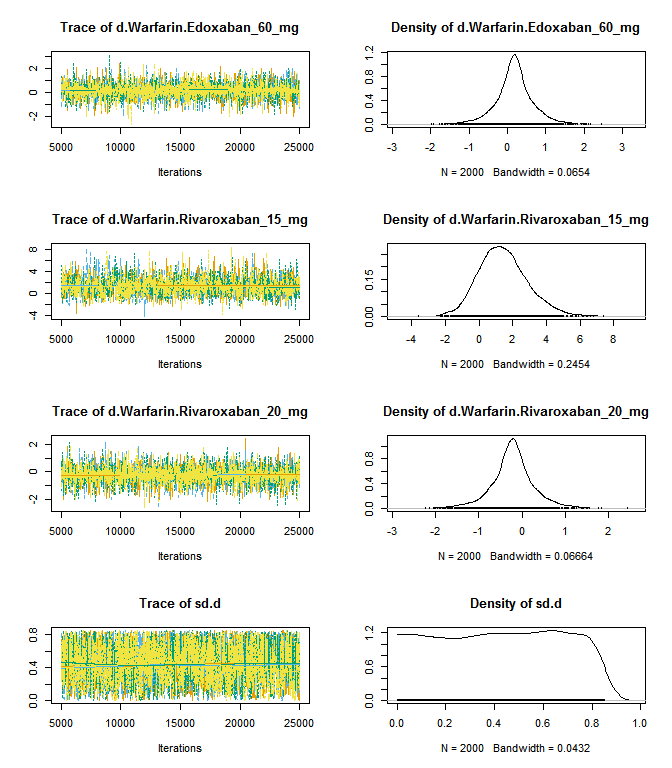 Trace of d.Warfarin.Edoxaban_60_mg
2
0
-2
5000 10000 15000 20000 25000
Iterations
Density of d.Warfarin.Edoxaban_60_mg
1.2
0.8
0.4
0.0
-3 -2 -1 0 1 2 3
N = 2000 Bandwidth = 0.0654
Trace of d.Warfarin.Rivaroxaban_15_mg
8
4
0
-4
5000 10000 15000 20000 25000
Iterations
Density of d.Warfarin.Rivaroxaban_15_mg
0.15
0.00
-4 -2 0 2 4 6 8
N = 2000 Bandwidth = 0.2454
Trace of d.Warfarin.Rivaroxaban_20_mg
2
0
-2
5000 10000 15000 20000 25000
Iterations
Density of d.Warfarin.Rivaroxaban_20_mg
0.8
0.4
0.0
-3 -2 -1 0 1 2
N = 2000 Bandwidth = 0.06664
Trace of sd.d
0.8
0.4
0.0
5000 10000 15000 20000 25000
Iterations
Density of sd.d
1.2
0.6
0.0
0.0 0.2 0.4 0.6 0.8 1.0
N = 2000 Bandwidth = 0.0432